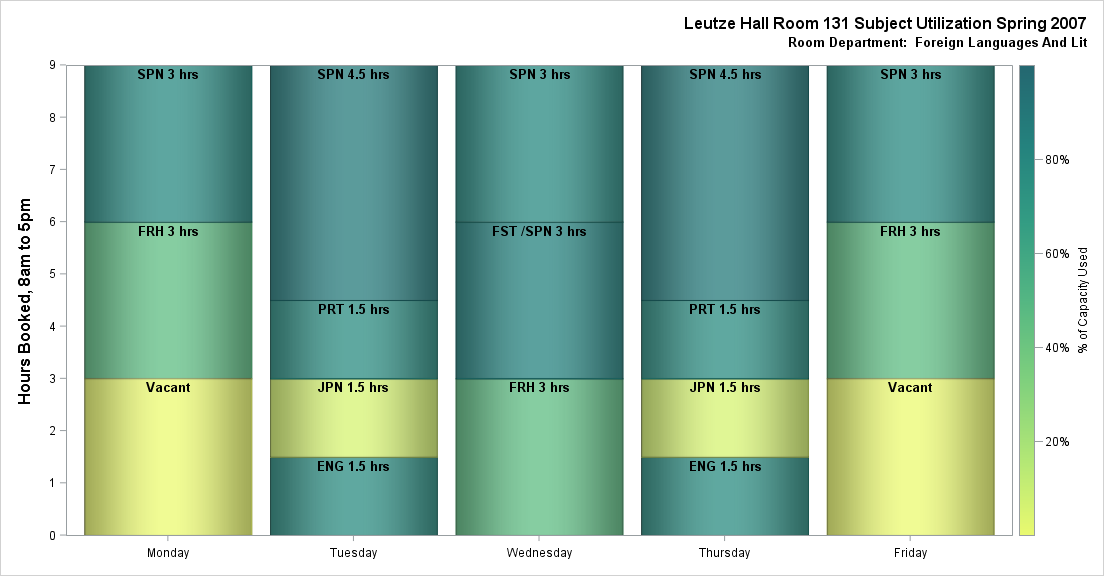 Leutze Hall Room 131 Subject Utilization Spring 2007
Room Department:  Foreign Languages And Lit
Hours Booked, 8am to 5pm
9
8
7
6
5
4
3
2
1
0
SPN 3 hrs
FRH 3 hrs
Vacant
SPN 4.5 hrs
PRT 1.5 hrs
JPN 1.5 hrs
ENG 1.5 hrs
SPN 3 hrs
FST /SPN 3 hrs
FRH 3 hrs
SPN 4.5 hrs
PRT 1.5 hrs
JPN 1.5 hrs
ENG 1.5 hrs
SPN 3 hrs
FRH 3 hrs
Vacant
Monday
Tuesday
Wednesday
Thursday
Friday
80%
60%
40%
20%
% of Capacity Used